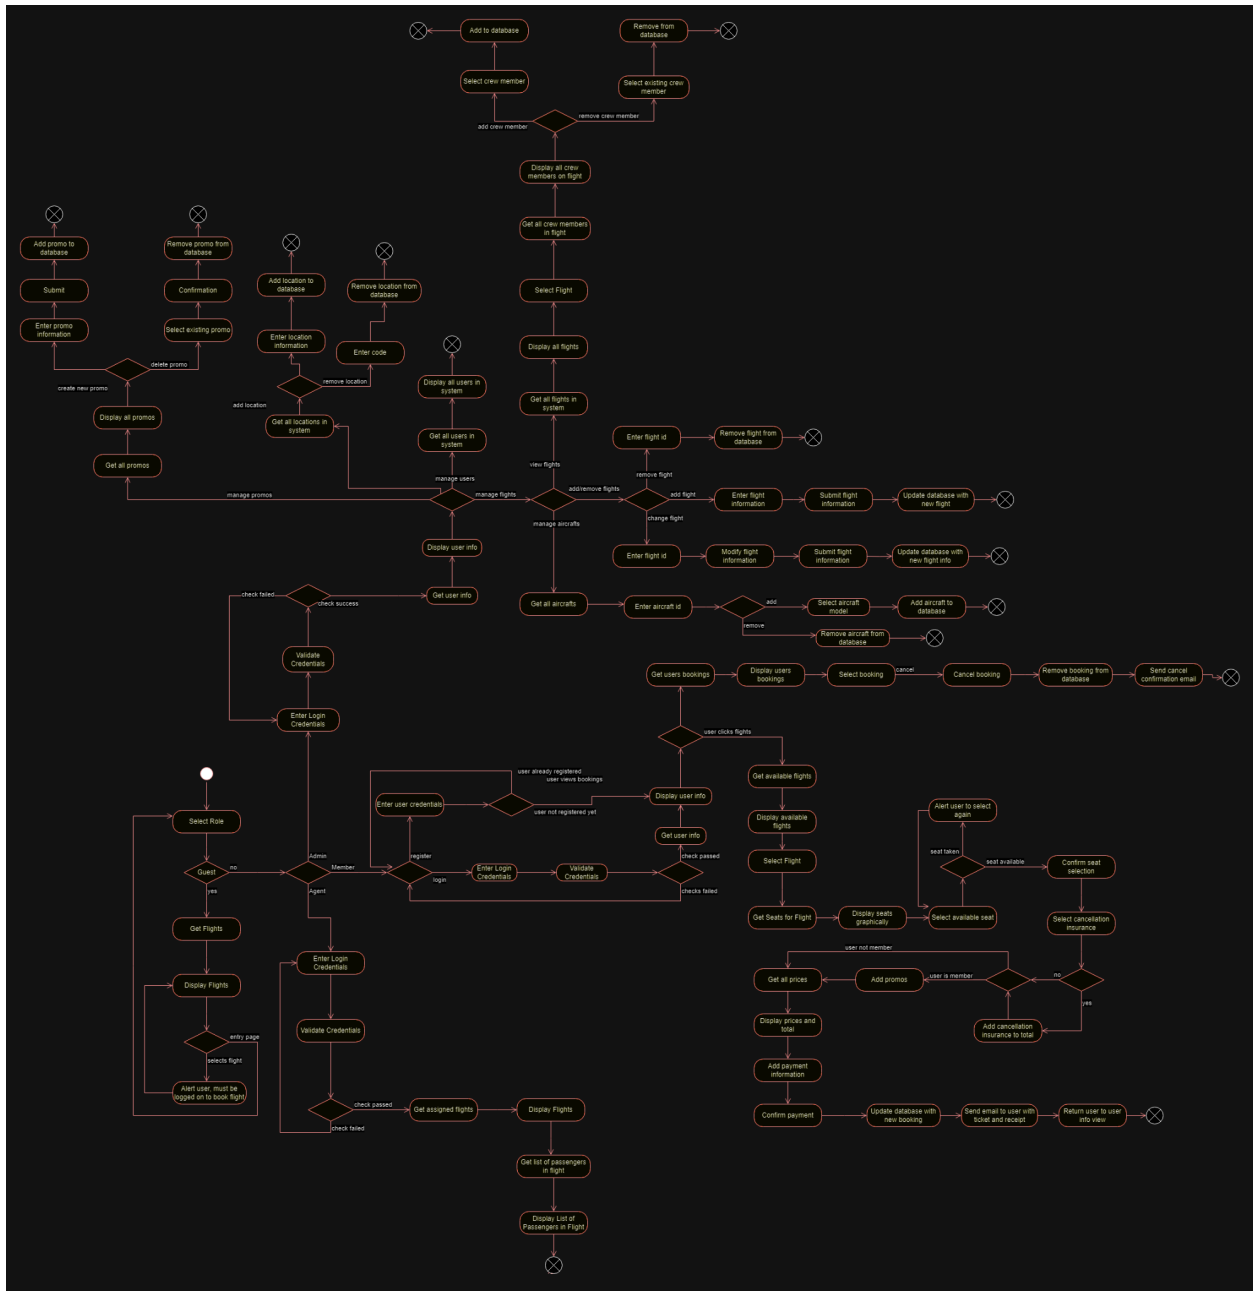 Add to database
Remove from
database
Select crew member
Select existing crew
member
add crew member
remove crew member
Display all crew
members on flight
Get all crew members
in flight
Add promo to
database
Remove promo from
database
Submit
Confirmation
Enter promo
information
Select existing promo
create new promo
delete promo
Display all promos
Get all promos
Add location to
database
Remove location from
database
Enter location
information
Enter code
add location
remove location
Get all locations in
system
Display all users in
system
Get all users in
system
Select Flight
Display all flights
Get all flights in
system
view flights
manage promos
manage users
manage flights
add/remove flights
manage aircrafts
Enter flight id
Remove flight from
database
remove flight
add flight
change flight
Enter flight
information
Submit flight
information
Update database with
new flight
Enter flight id
Modify flight
information
Submit flight
information
Update database with
new flight info
Display user info
Get user info
check failed
check success
Get all aircrafts
Enter aircraft id
add
remove
Select aircraft
model
Add aircraft to
database
Remove aircraft from
database
Validate
Credentials
Enter Login
Credentials
Get users bookings
Display users
bookings
Select booking
cancel
Cancel booking
Remove booking from
database
Send cancel
confirmation email
user clicks flights
user already registered
user views bookings
Enter user credentials
user not registered yet
Display user info
Get user info
check passed
checks failed
register
login
Enter Login
Credentials
Validate
Credentials
Select Role
Guest
no
yes
Admin
Member
Agent
Get Flights
Display Flights
entry page
selects flight
Alert user, must be
logged on to book flight
Enter Login
Credentials
Validate Credentials
check passed
check failed
Get assigned flights
Display Flights
Get list of passengers
in flight
Display List of
Passengers in Flight
Get available flights
Display available
flights
Select Flight
Get Seats for Flight
Display seats
graphically
Select available seat
Alert user to select
again
seat taken
seat available
Confirm seat
selection
Select cancellation
insurance
no
yes
Add cancellation
insurance to total
user not member
user is member
Add promos
Get all prices
Display prices and
total
Add payment
information
Confirm payment
Update database with
new booking
Send email to user with
ticket and receipt
Return user to user
info view